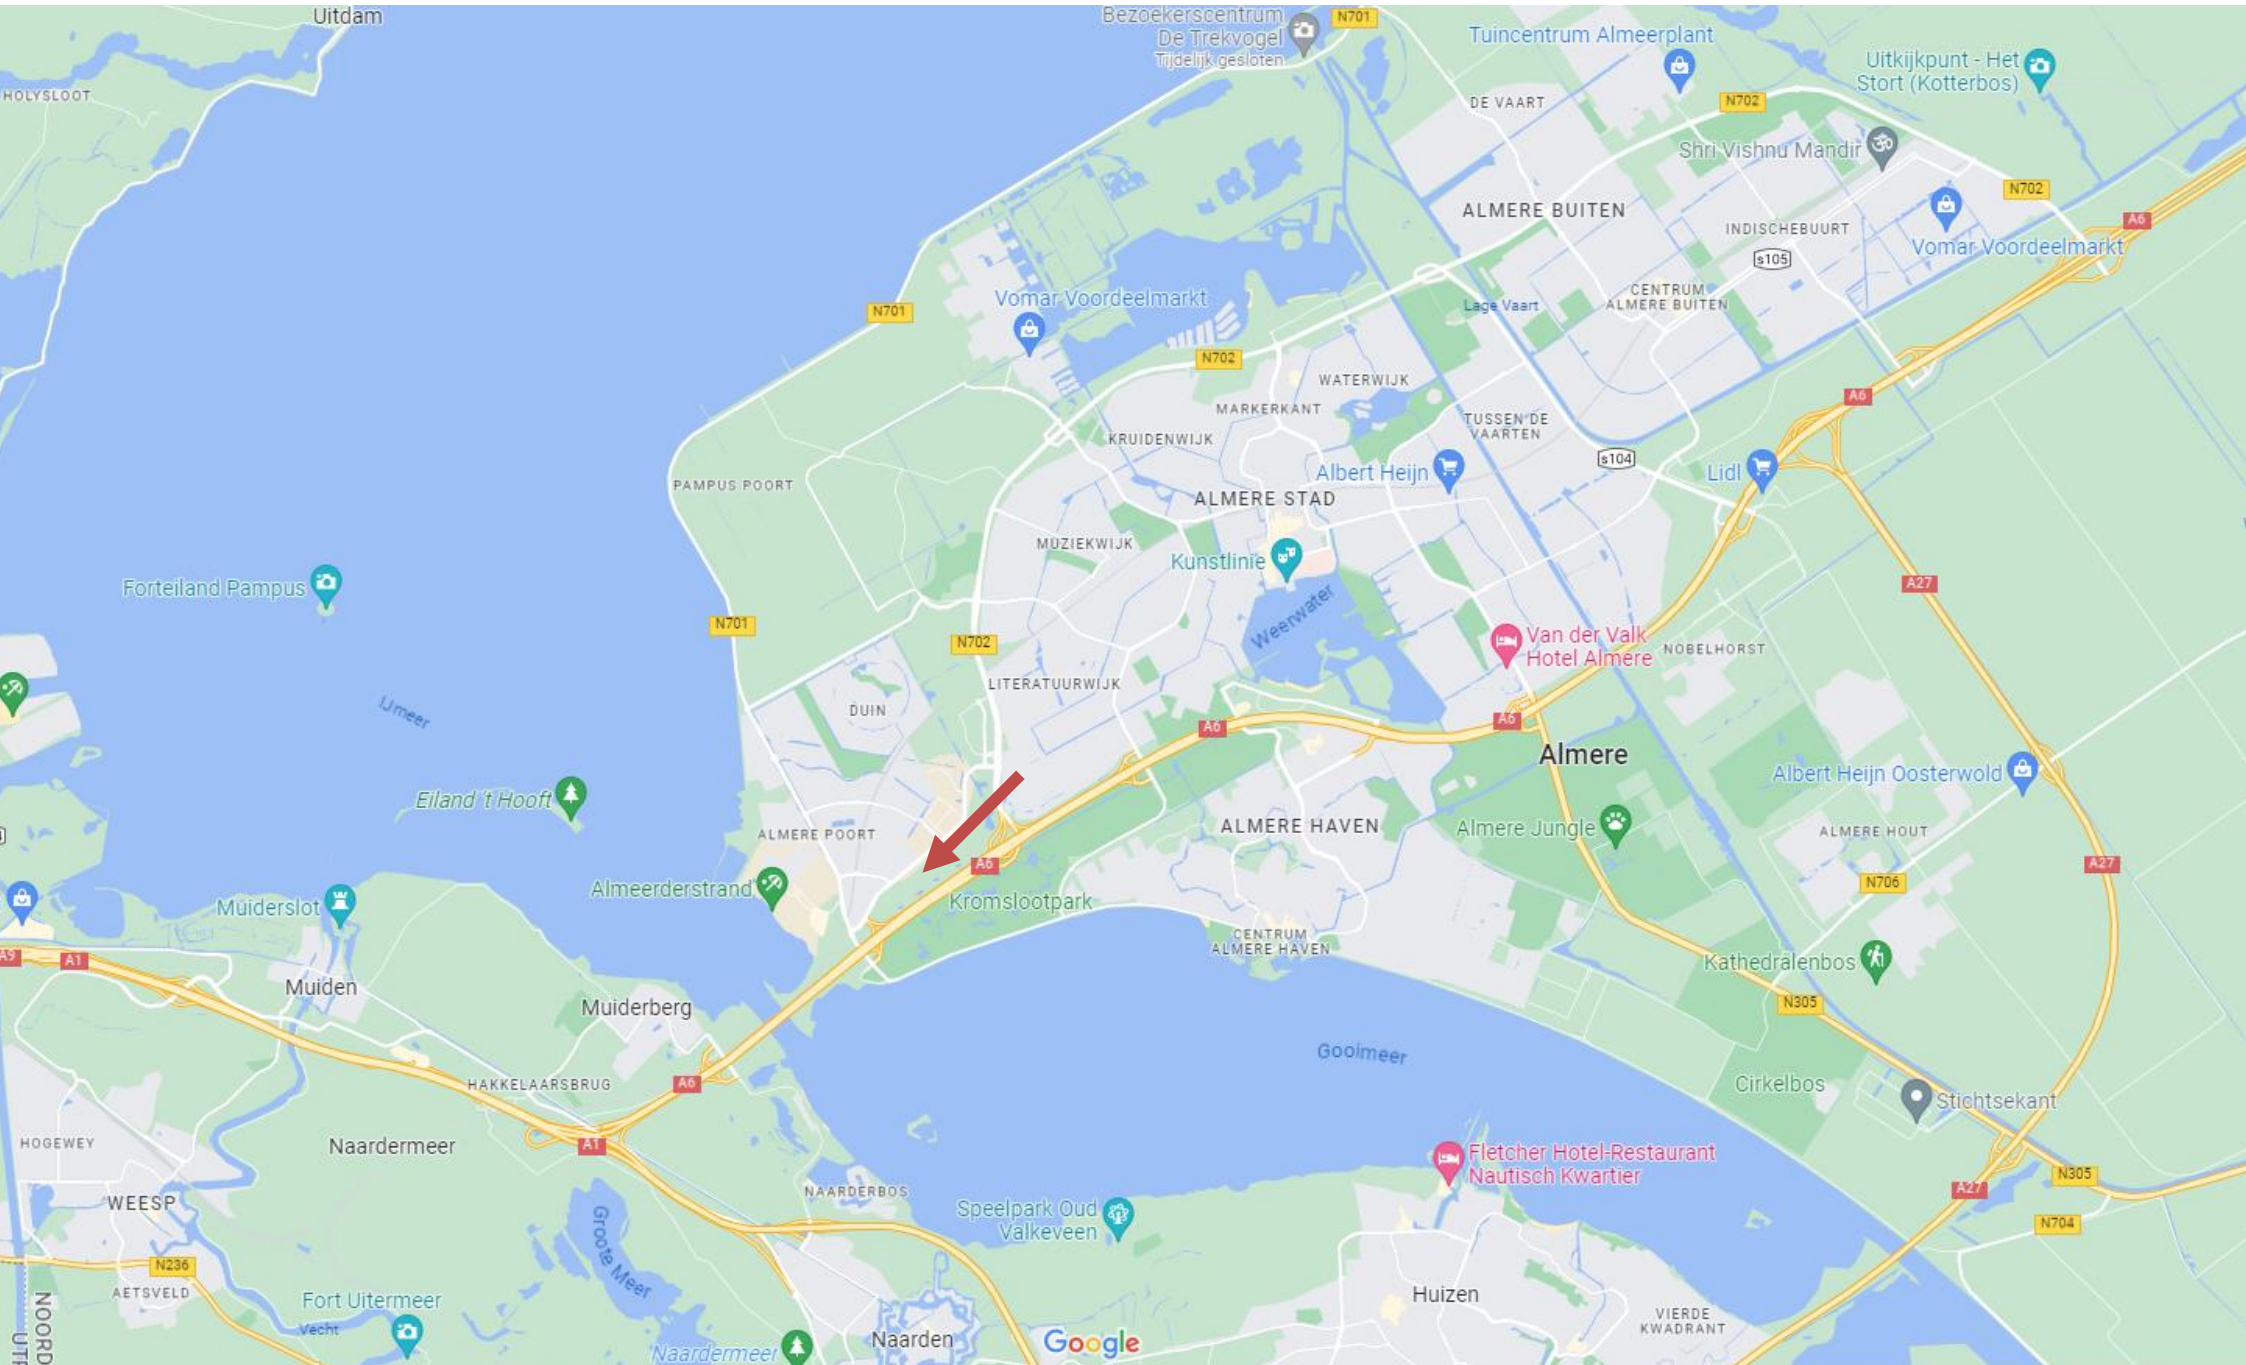 Uitdam
Bezoekerscentrum
De Trekvogel
Tijdelijk gesloten
N701
Tuincentrum Almeerplant
Uitkijkpunt - Het
Stort (Kotterbos)
HOLYSLOOT
DE VAART
N702
Shri Vishnu Mandir
N702
ALMERE BUITEN
A6
INDISCHEBUURT
Vomar Voordeelmarkt
s105
Vomar Voordeelmarkt
N701
Lage Vaart
CENTRUM
ALMERE BUITEN
N702
WATERWIJK
A6
MARKERKANT
TUSSEN DE
VAARTEN
KRUIDENWIJK
s104
Albert Heijn
Lidl
PAMPUS POORT
ALMERE STAD
MUZIEKWIJK
Kunstlinie
Forteiland Pampus
A27
Weerwater
N701
N702
Van der Valk
Hotel Almere
NOBELHORST
LITERATUURWIJK
IJmeer
DUIN
A6
A6
Almere
Albert Heijn Oosterwold
Eiland 't Hooft
ALMERE POORT
ALMERE HAVEN
Almere Jungle
ALMERE HOUT
A6
A27
N706
Almeerderstrand
Kromslootpark
Muiderslot
CENTRUM
ALMERE HAVEN
A9
A1
Kathedralenbos
Muiden
Muiderberg
N305
Gooimeer
HAKKELAARSBRUG
A6
Cirkelbos
Stichtsekant
HOGEWEY
Naardermeer
A1
Fletcher Hotel-Restaurant
Nautisch Kwartier
N305
A27
NAARDERBOS
WEESP
Speelpark Oud
Valkeveen
N704
Groote Meer
N236
AETSVELD
Fort Uitermeer
Huizen
Vecht
VIERDE
KWADRANT
NOORD
UTR
Naardermeer
Naarden
Google